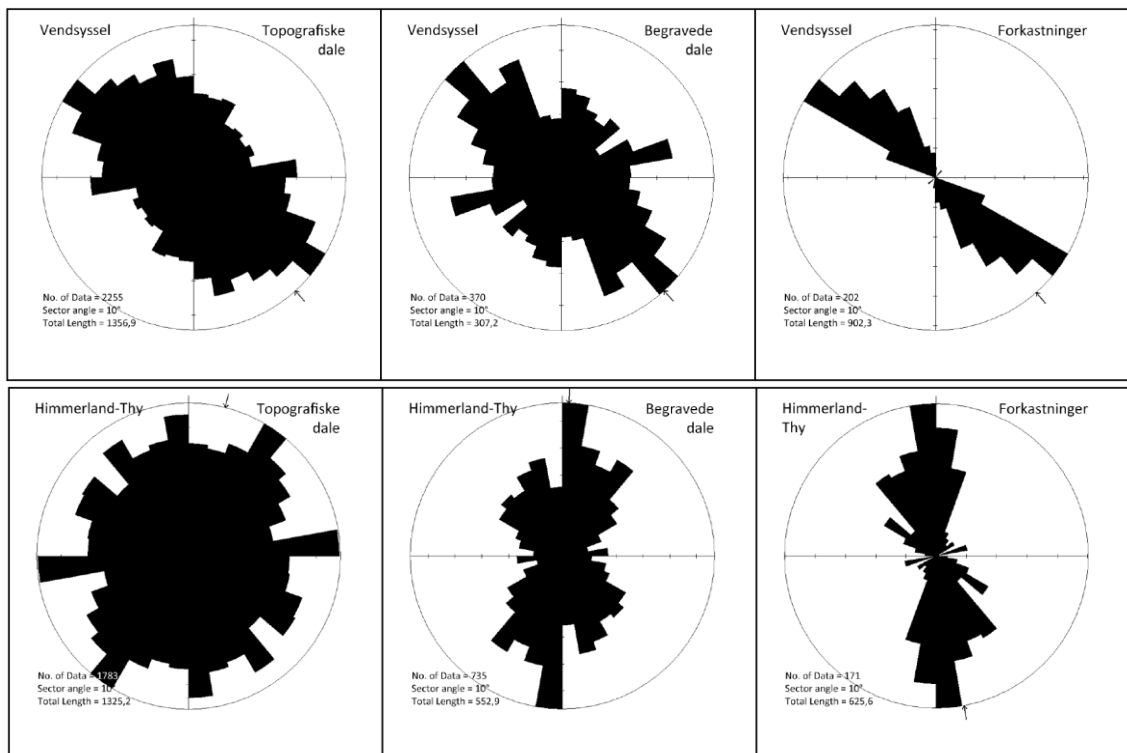 Vendsyssel
Topografiske
dale
No. of Data = 2255
Sector angle = 10°
Total Length = 1356,9
Vendsyssel
Begravede
dale
No. of Data = 370
Sector angle = 10°
Total Length = 307,2
Vendsyssel
Forkastninger
No. of Data = 202
Sector angle = 10°
Total Length = 902,3
Himmerland-Thy
Topografiske
dale
No. of Data = 1783
Sector angle = 10°
Total Length = 1325,2
Himmerland-Thy
Begravede
dale
No. of Data = 735
Sector angle = 10°
Total Length = 552,9
Himmerland-
Thy
Forkastninger
No. of Data = 171
Sector angle = 10°
Total Length = 625,6